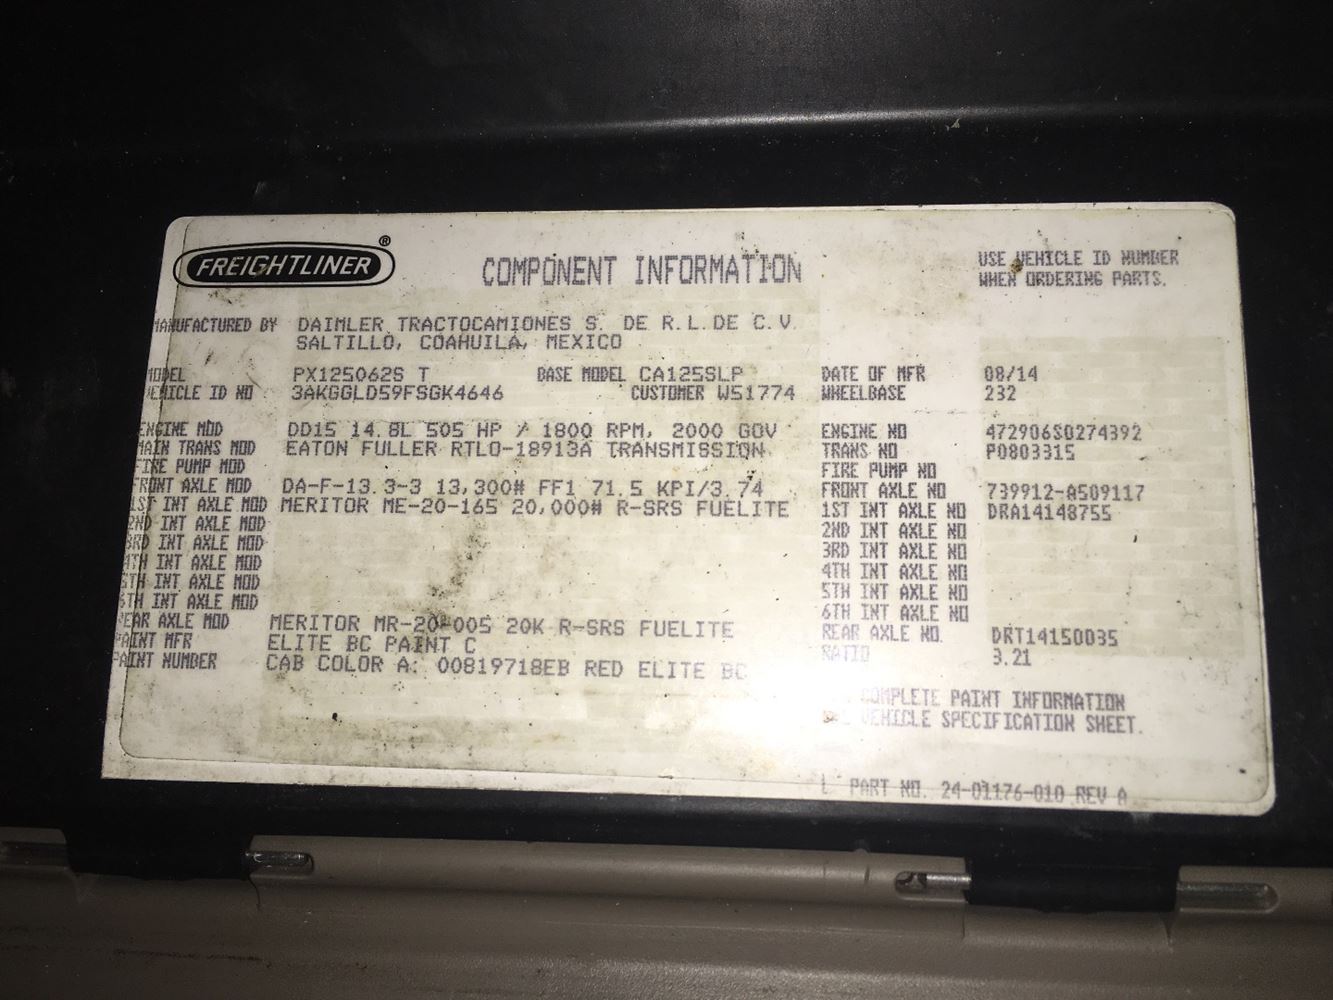 FREIGHTLINER ®
COMPONENT INFORMATION
USE VEHICLE ID NUMBER
WHEN ORDERING PARTS.
MANUFACTURED BY DAIMLER TRACTOCAMIONES S. DE R.L. DE C.V.
SALTILLO, COAHUILA, MEXICO
MODEL PX125062S T BASE MODEL CA125SLP DATE OF MFR 08/14
VEHICLE ID NO 3AKGGLD59FSGK4646 CUSTOMER W51774 WHEELBASE 232
ENGINE MOD DD15 14.8L 505 HP / 1800 RPM, 2000 GOV ENGINE NO 472906S0274392
MAIN TRANS MOD EATON FULLER RTLO-18913A TRANSMISSION TRANS NO P0803315
FIRE PUMP MOD FIRE PUMP NO
FRONT AXLE MOD DA-F-13.3-3 13,300# FF1 71.5 KPI/3.74 FRONT AXLE NO 739912-A509117
1ST INT AXLE MOD MERITOR ME-20-165 20,000# R-SRS FUELITE 1ST INT AXLE NO DRA14148755
2ND INT AXLE MOD 2ND INT AXLE NO
3RD INT AXLE MOD 3RD INT AXLE NO
4TH INT AXLE MOD 4TH INT AXLE NO
5TH INT AXLE MOD 5TH INT AXLE NO
6TH INT AXLE MOD 6TH INT AXLE NO
REAR AXLE MOD MERITOR MR-20-005 20K R-SRS FUELITE REAR AXLE NO. DRT14150035
PAINT MFR ELITE BC PAINT C RATIO 3.21
PAINT NUMBER CAB COLOR A: 00819718EB RED ELITE BC
COMPLETE PAINT INFORMATION
VEHICLE SPECIFICATION SHEET.
PART NO. 24-01176-010 REV A